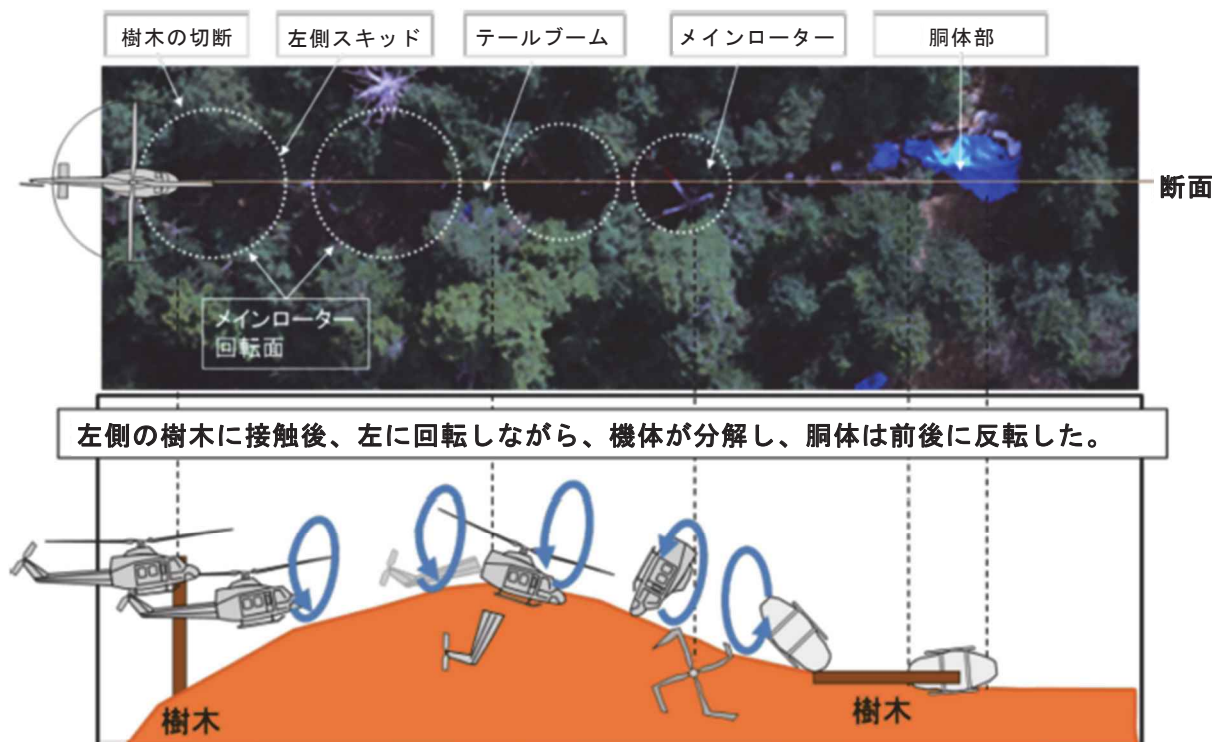 樹木の切断
左側スキッド
テールブーム
メインローター
胴体部
断面
メインローター
回転面
左側の樹木に接触後、左に回転しながら、機体が分解し、胴体は前後に反転した。
樹木
樹木